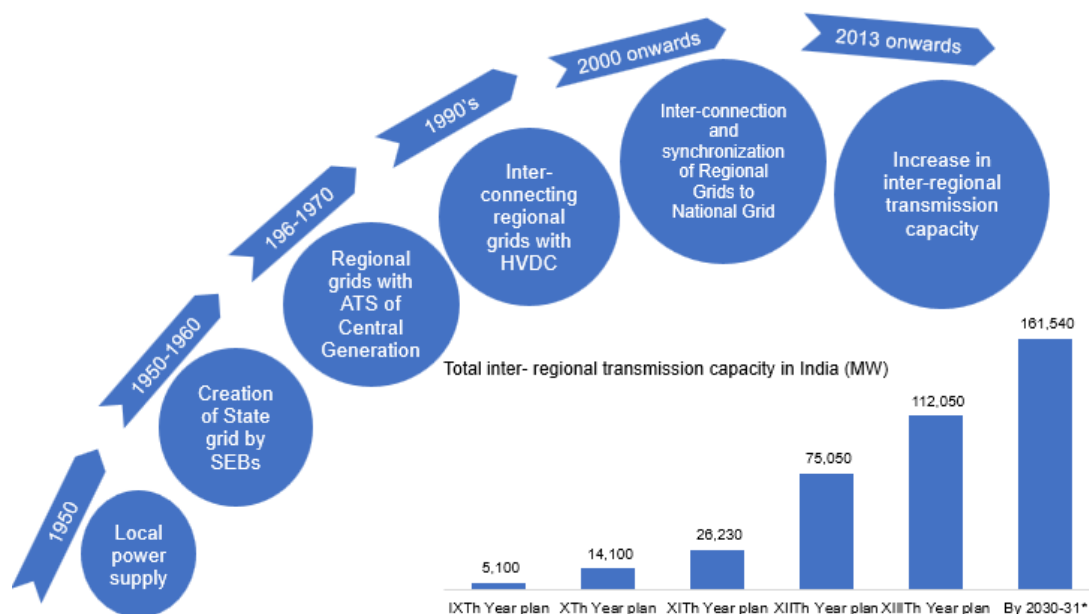 1950
Local
power
supply
1950-1960
Creation
of State
grid by
SEBs
196-1970
Regional
grids with
ATS of
Central
Generation
1990's
Inter-
connecting
regional
grids with
HVDC
2000 onwards
Inter-connection
and
synchronization
of Regional
Grids to
National Grid
2013 onwards
Increase in
inter-regional
transmission
capacity
Total inter- regional transmission capacity in India (MW)
5,100
14,100
26,230
75,050
112,050
161,540
IXTh Year plan
XTh Year plan
XITh Year plan
XIITh Year plan
XIIITh Year plan
By 2030-31*